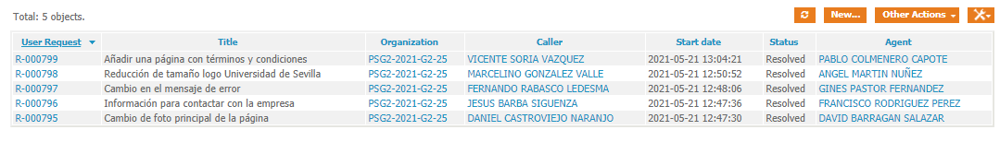 Total: 5 objects.
New... Other Actions
User Request Title Organization Caller Start date Status Agent
R-000799 Añadir una página con términos y condiciones PSG2-2021-G2-25 VICENTE SORIA VAZQUEZ 2021-05-21 13:04:21 Resolved PABLO COLMENERO CAPOTE
R-000798 Reducción de tamaño logo Universidad de Sevilla PSG2-2021-G2-25 MARCELINO GONZALEZ VALLE 2021-05-21 12:50:52 Resolved ANGEL MARTIN NUÑEZ
R-000797 Cambio en el mensaje de error PSG2-2021-G2-25 FERNANDO RABASCO LEDESMA 2021-05-21 12:48:06 Resolved GINES PASTOR FERNANDEZ
R-000796 Información para contactar con la empresa PSG2-2021-G2-25 JESUS BARBA SIGUENZA 2021-05-21 12:47:36 Resolved FRANCISCO RODRIGUEZ PEREZ
R-000795 Cambio de foto principal de la página PSG2-2021-G2-25 DANIEL CASTROVIEJO NARANJO 2021-05-21 12:47:30 Resolved DAVID BARRAGAN SALAZAR